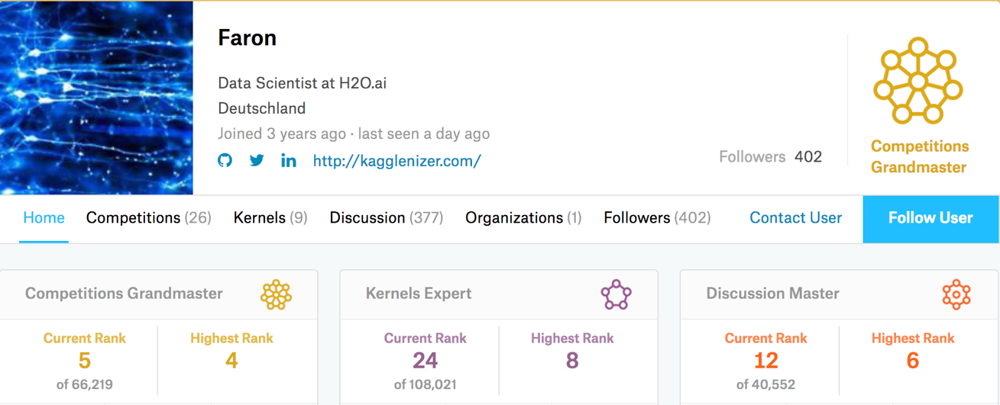 Faron
Data Scientist at H2O.ai
Deutschland
Joined 3 years ago · last seen a day ago
http://kagglenizer.com/
Followers 402
Competitions
Grandmaster
Home Competitions (26) Kernels (9) Discussion (377) Organizations (1) Followers (402) Contact User Follow User
Competitions Grandmaster
Current Rank Highest Rank
5 4
of 66,219
Kernels Expert
Current Rank Highest Rank
24 8
of 108,021
Discussion Master
Current Rank Highest Rank
12 6
of 40,552